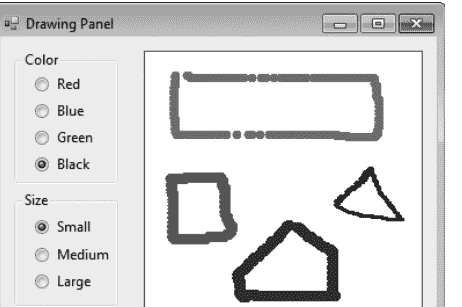 Drawing Panel
Color
Red
Blue
Green
Black
Size
Small
Medium
Large